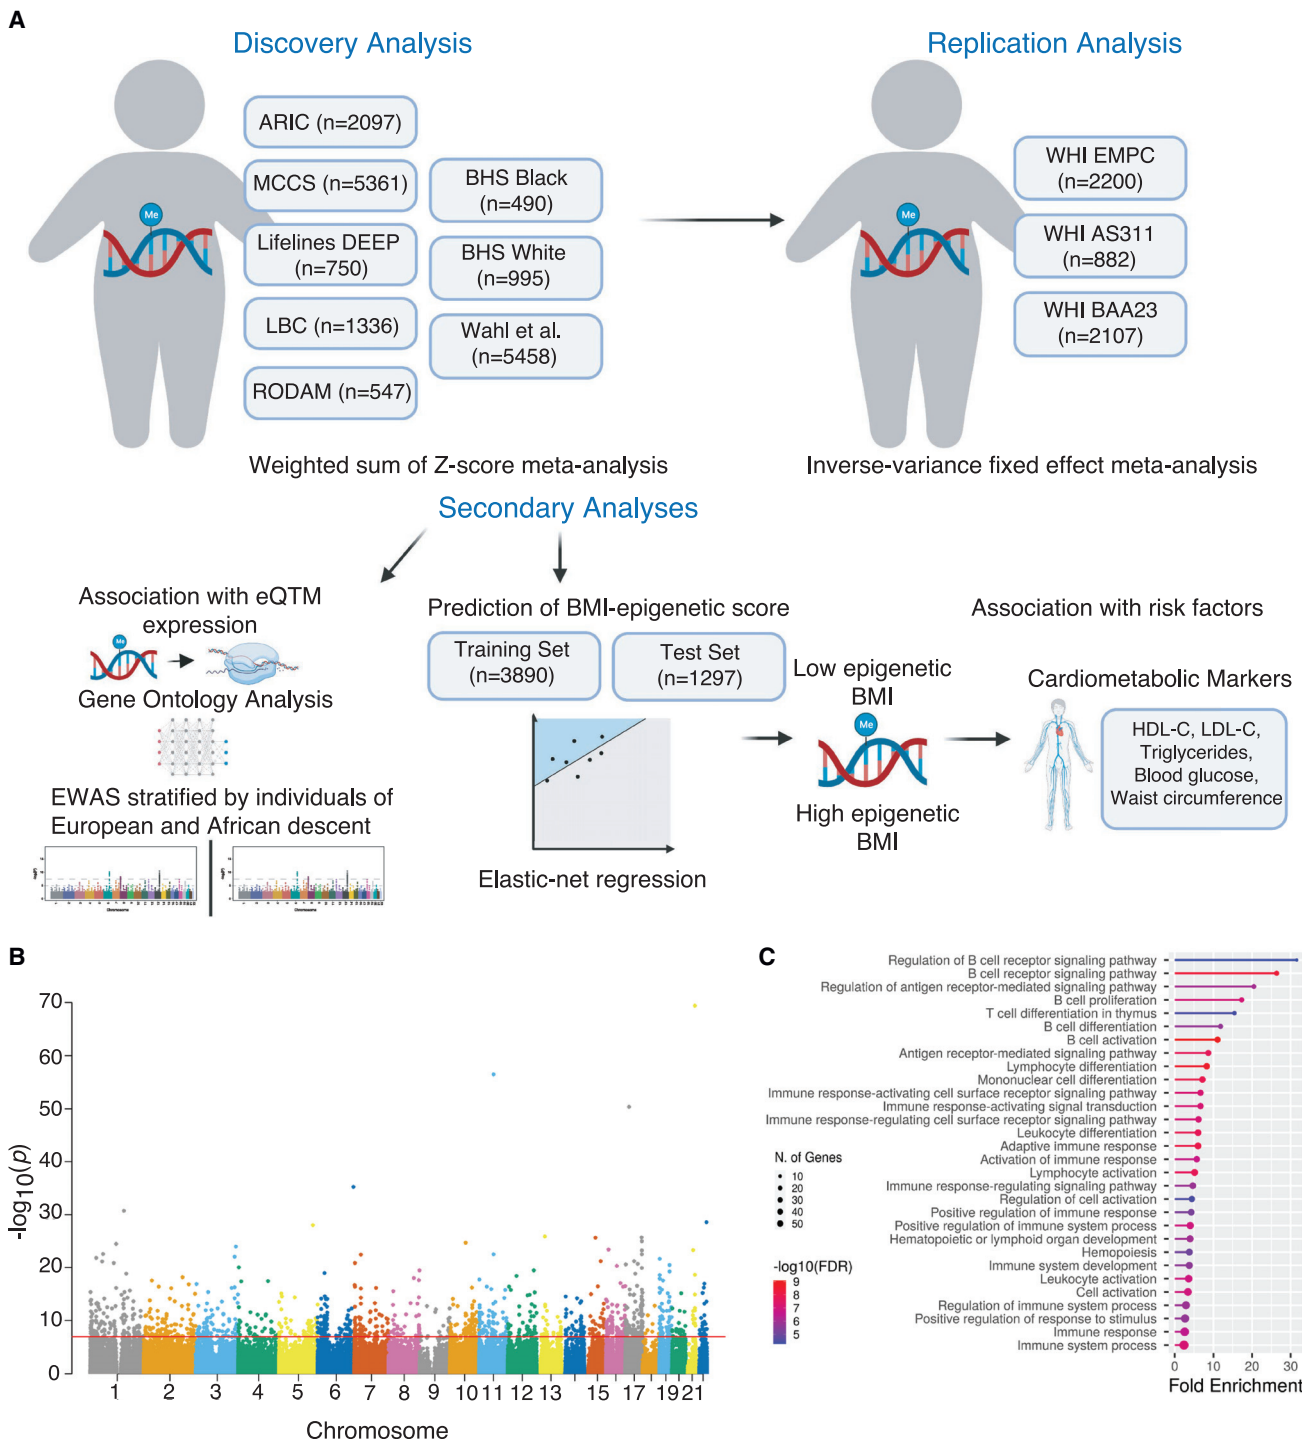 A
Discovery Analysis
Replication Analysis
ARIC (n=2097)
MCCS (n=5361)
Lifelines DEEP
(n=750)
LBC (n=1336)
RODAM (n=547)
BHS Black
(n=490)
BHS White
(n=995)
Wahl et al.
(n=5458)
Me
WHI EMPC
(n=2200)
WHI AS311
(n=882)
WHI BAA23
(n=2107)
Me
Weighted sum of Z-score meta-analysis
Inverse-variance fixed effect meta-analysis
Secondary Analyses
Association with eQTM
expression
Me
Gene Ontology Analysis
EWAS stratified by individuals of
European and African descent
Chromosome
Chromosome
Prediction of BMI-epigenetic score
Training Set
(n=3890)
Test Set
(n=1297)
Elastic-net regression
Low epigenetic
BMI
Me
High epigenetic
BMI
Association with risk factors
Cardiometabolic Markers
HDL-C, LDL-C,
Triglycerides,
Blood glucose,
Waist circumference
B
-log10(p)
70
60
50
40
30
20
10
0
1 2 3 4 5 6 7 8 9 10 11 12 13 15 17 19 21
Chromosome
C
Regulation of B cell receptor signaling pathway
B cell receptor signaling pathway
Regulation of antigen receptor-mediated signaling pathway
B cell proliferation
T cell differentiation in thymus
B cell differentiation
B cell activation
Antigen receptor-mediated signaling pathway
Lymphocyte differentiation
Mononuclear cell differentiation
Immune response-activating cell surface receptor signaling pathway
Immune response-activating signal transduction
Immune response-regulating cell surface receptor signaling pathway
Leukocyte differentiation
Adaptive immune response
Activation of immune response
Lymphocyte activation
Immune response-regulating signaling pathway
Regulation of cell activation
Positive regulation of immune response
Positive regulation of immune system process
Hematopoietic or lymphoid organ development
Hemopoiesis
Immune system development
Leukocyte activation
Cell activation
Regulation of immune system process
Positive regulation of response to stimulus
Immune response
Immune system process
0 10 20 30
Fold Enrichment
N. of Genes
10
20
30
40
50
-log10(FDR)
9
8
7
6
5